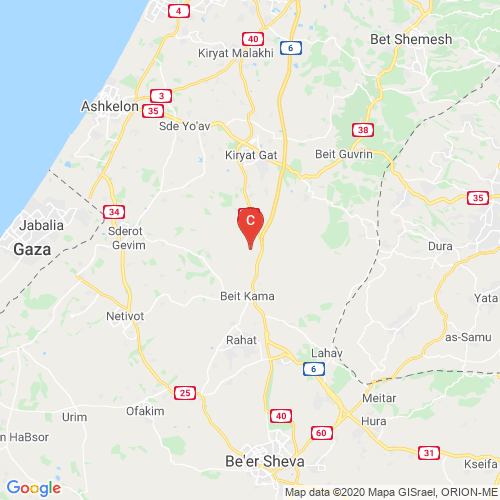 4
40
6
Kiryat Malakhi
Bet Shemesh
3
Ashkelon
35
Sde Yo'av
38
Kiryat Gat
Beit Guvrin
35
34
C
Jabalia
Sderot
Gevim
Gaza
Dura
Yata
Beit Kama
Netivot
Rahat
as-Samu
Lahav
6
25
Meitar
Urim
Ofakim
40
Hura
60
n HaBsor
31
Be'er Sheva
Kseifa
Google
Map data ©2020 Mapa GISrael, ORION-ME